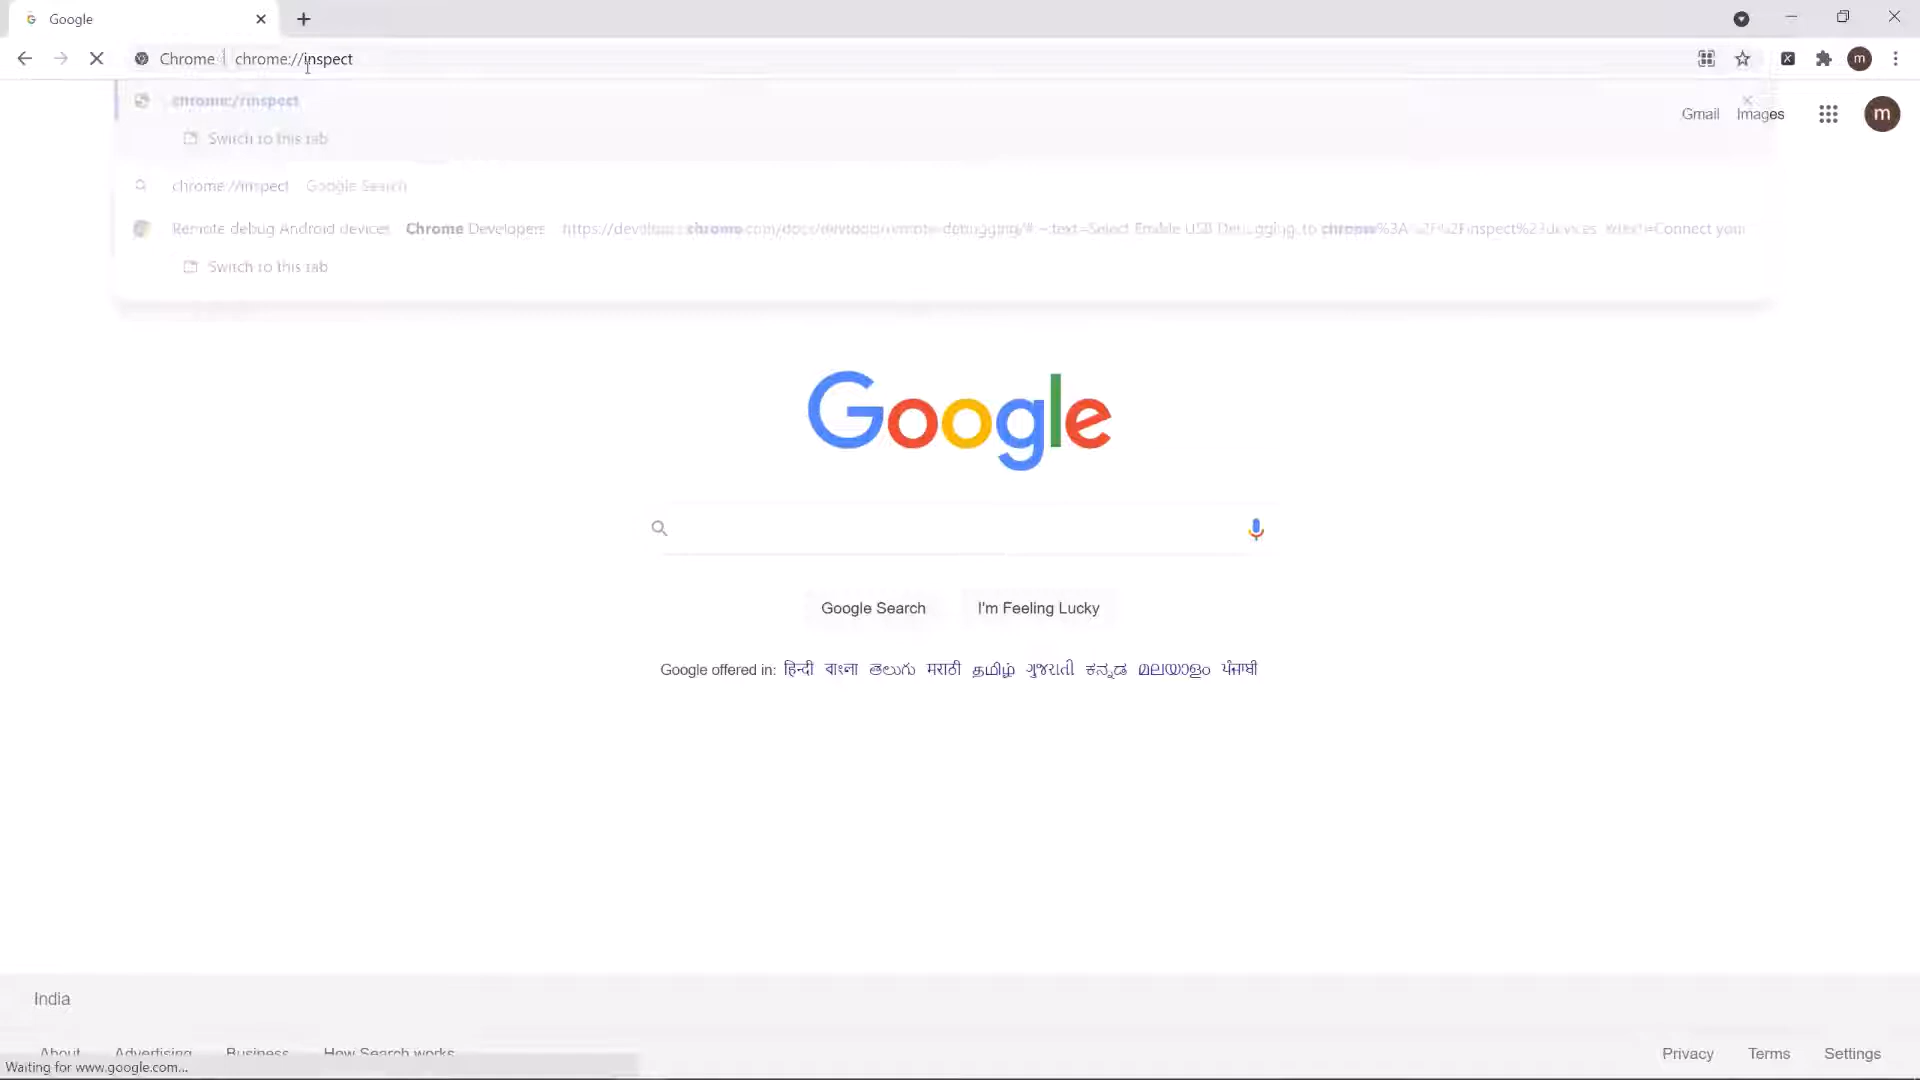 Google
Chrome | chrome://inspect
chrome://inspect
Switch to this tab
chrome://inspect Google Search
Remote debug Android devices Chrome Developers
Switch to this tab
Gmail Images m
Google
Google Search I'm Feeling Lucky
Google offered in: हिन्दी বাংলা తెలుగు मराठी தமிழ் ગુજરાતી ಕನ್ನಡ മലയാളം ਪੰਜਾਬੀ
India
About Advertising Business How Search works Privacy Terms Settings
Waiting for www.google.com...